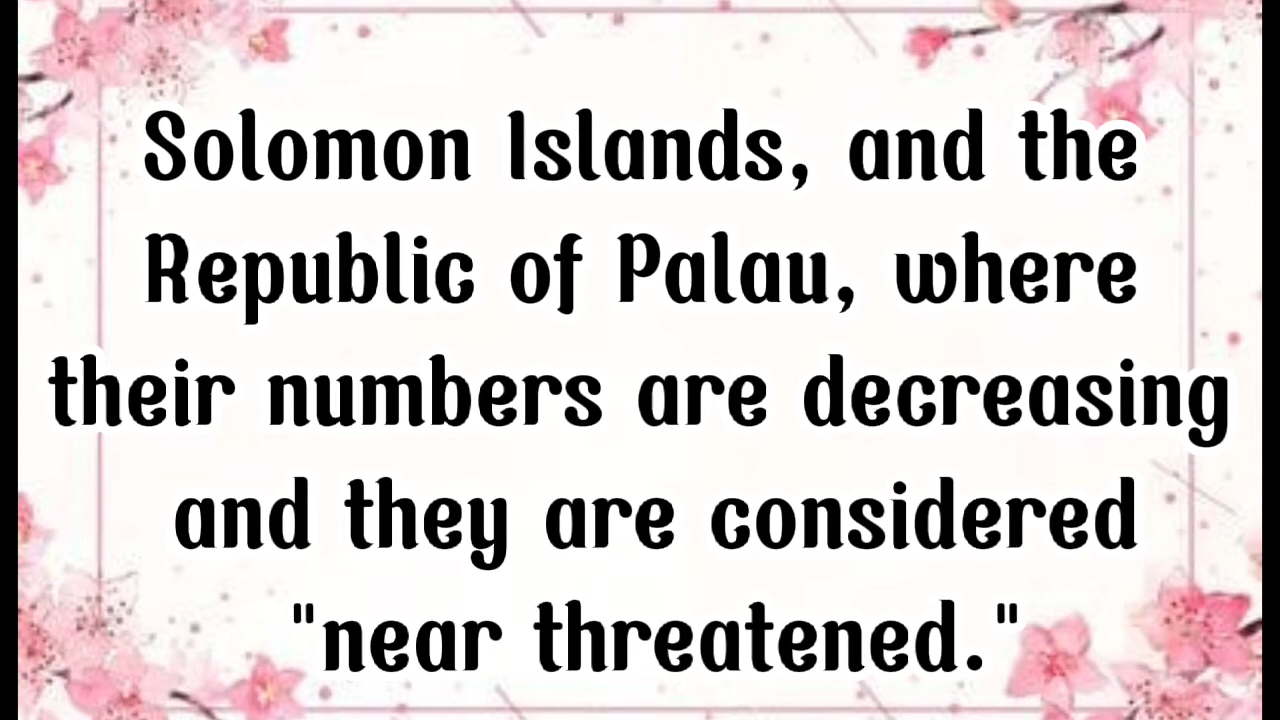 Solomon Islands, and the
Republic of Palau, where
their numbers are decreasing
and they are considered
"near threatened."